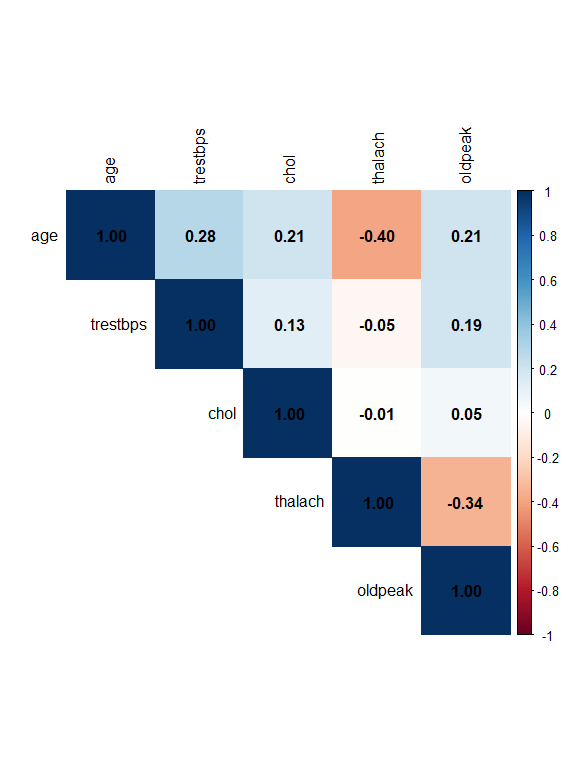 age trestbps chol thalach oldpeak
age 1.00 0.28 0.21 -0.40 0.21
trestbps 1.00 0.13 -0.05 0.19
chol 1.00 -0.01 0.05
thalach 1.00 -0.34
oldpeak 1.00
1
0.8
0.6
0.4
0.2
0
-0.2
-0.4
-0.6
-0.8
-1